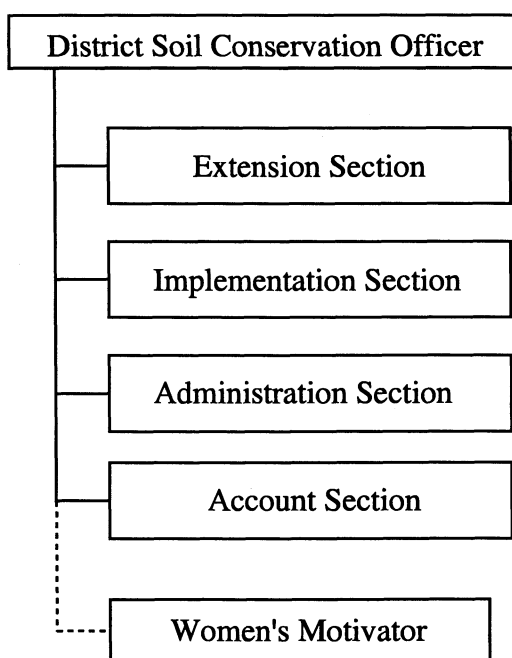 District Soil Conservation Officer
Extension Section
Implementation Section
Administration Section
Account Section
Women's Motivator